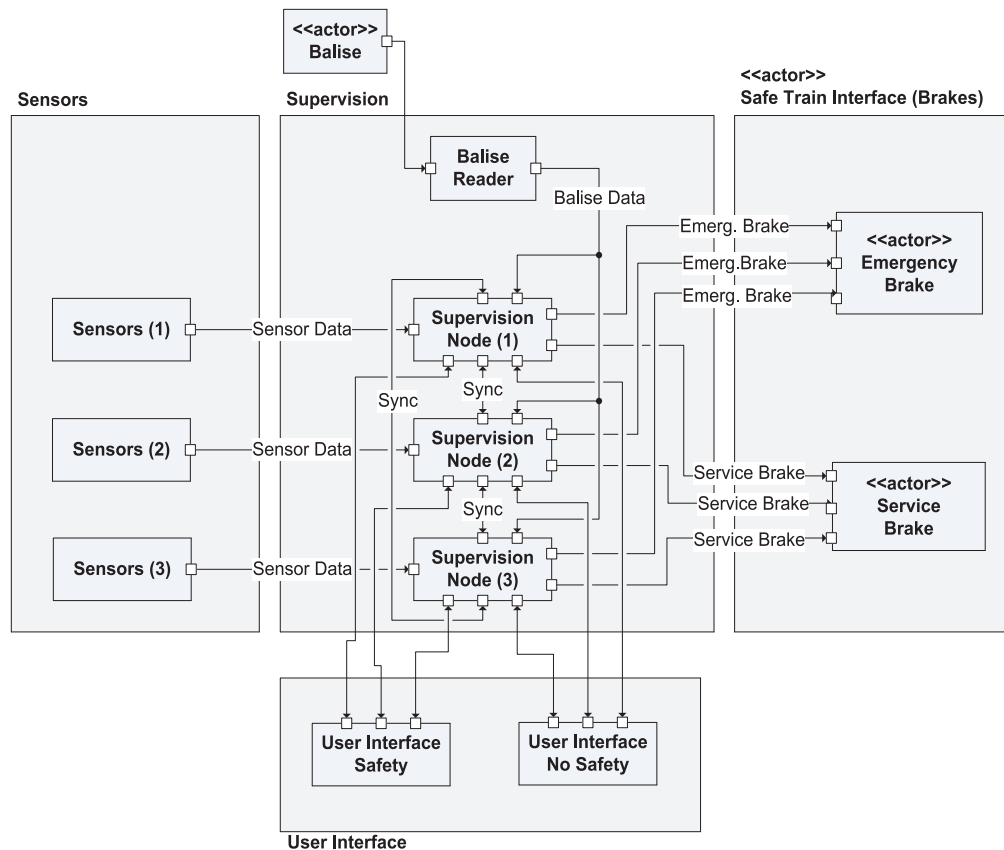 <<actor>>
Balise
Sensors
Supervision
<<actor>>
Safe Train Interface (Brakes)
Balise
Reader
Balise Data
Emerg. Brake
Emerg.Brake
Emerg. Brake
<<actor>>
Emergency
Brake
Sensors (1)
Sensor Data
Supervision
Node (1)
Sync
Sync
Sensors (2)
Sensor Data
Supervision
Node (2)
Service Brake
Service Brake
Service Brake
<<actor>>
Service
Brake
Sync
Sensors (3)
Sensor Data
Supervision
Node (3)
User Interface
Safety
User Interface
No Safety
User Interface